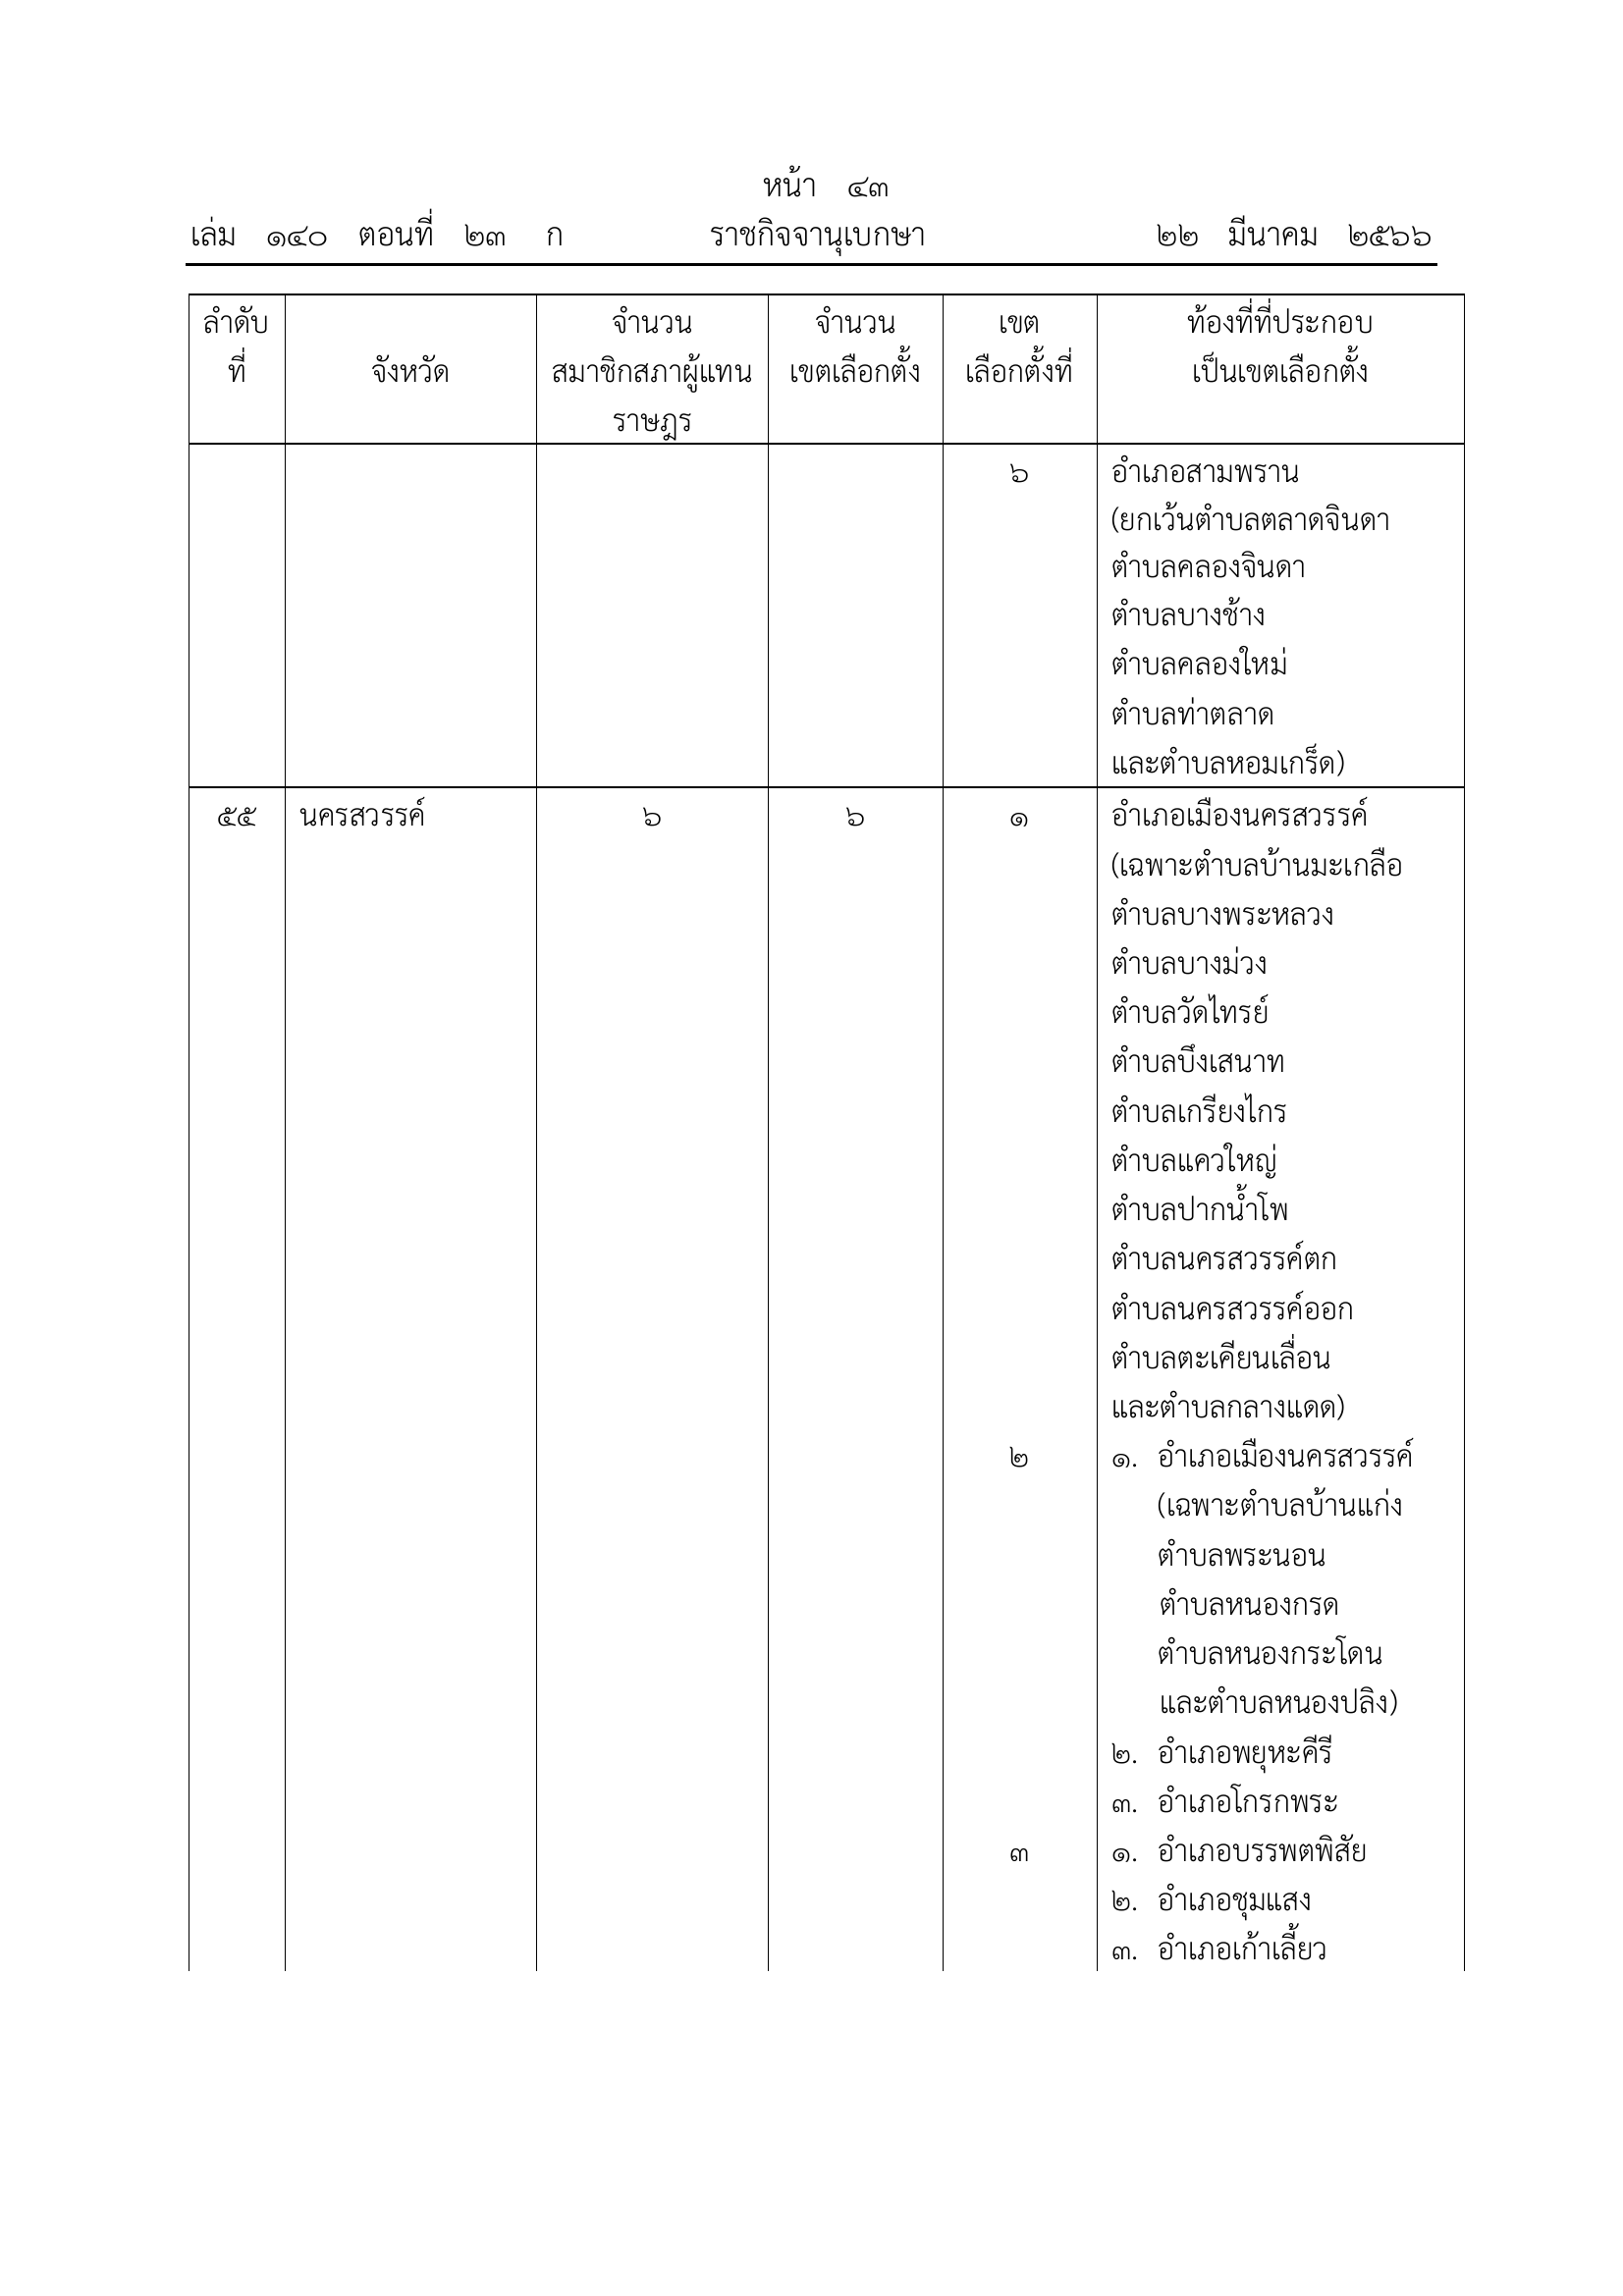 หน้า ๔๓
เล่ม ๑๔๐ ตอนที่ ๒๓ ก ราชกิจจานุเบกษา ๒๒ มีนาคม ๒๕๖๖
ลำดับ จำนวน จำนวน เขต ท้องที่ที่ประกอบ
ที่ จังหวัด สมาชิกสภาผู้แทน เขตเลือกตั้ง เลือกตั้งที่ เป็นเขตเลือกตั้ง
ราษฎร
๖ อำเภอสามพราน
(ยกเว้นตำบลตลาดจินดา
ตำบลคลองจินดา
ตำบลบางช้าง
ตำบลคลองใหม่
ตำบลท่าตลาด
และตำบลหอมเกร็ด)
๕๕ นครสวรรค์ ๖ ๖ ๑ อำเภอเมืองนครสวรรค์
(เฉพาะตำบลบ้านมะเกลือ
ตำบลบางพระหลวง
ตำบลบางม่วง
ตำบลวัดไทรย์
ตำบลบึงเสนาท
ตำบลเกรียงไกร
ตำบลแควใหญ่
ตำบลปากน้ำโพ
ตำบลนครสวรรค์ตก
ตำบลนครสวรรค์ออก
ตำบลตะเคียนเลื่อน
และตำบลกลางแดด)
๒ ๑. อำเภอเมืองนครสวรรค์
(เฉพาะตำบลบ้านแก่ง
ตำบลพระนอน
ตำบลหนองกรด
ตำบลหนองกระโดน
และตำบลหนองปลิง)
๒. อำเภอพยุหะคีรี
๓. อำเภอโกรกพระ
๓ ๑. อำเภอบรรพตพิสัย
๒. อำเภอชุมแสง
๓. อำเภอเก้าเลี้ยว